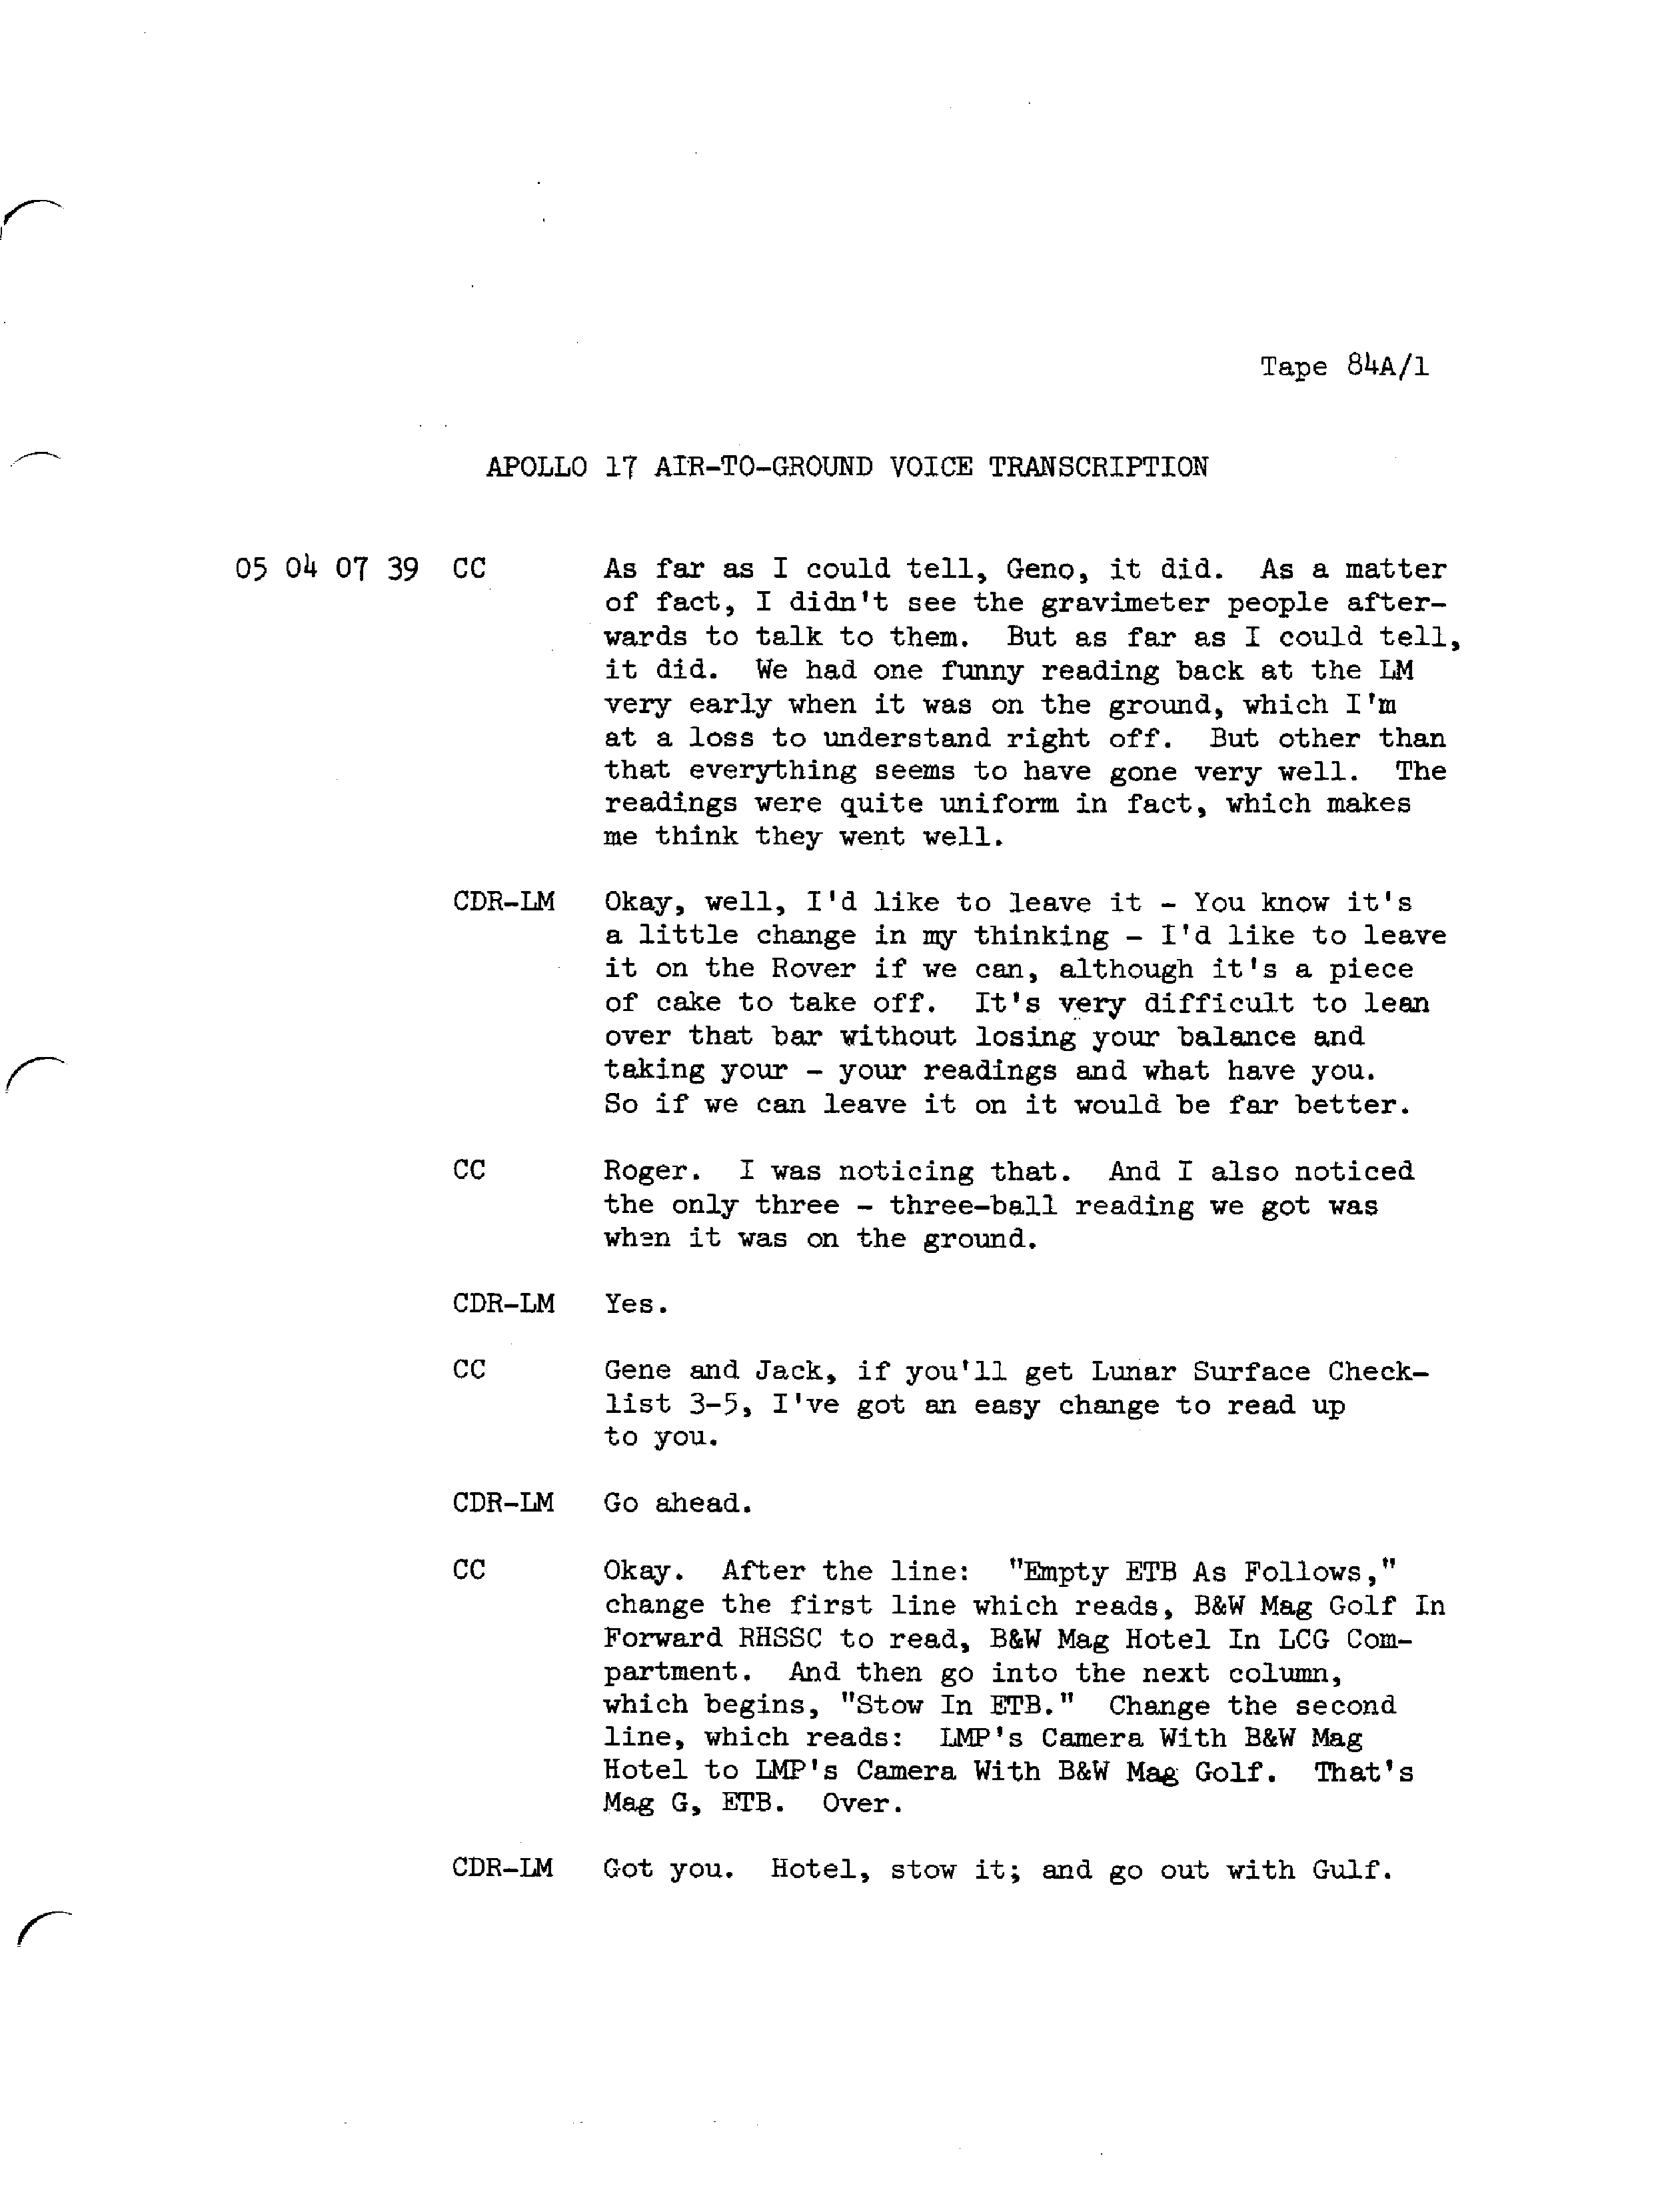 Tape 84A/1
APOLLO 17 AIR-TO-GROUND VOICE TRANSCRIPTION
05 04 07 39 CC As far as I could tell, Geno, it did. As a matter
of fact, I didn't see the gravimeter people after-
wards to talk to them. But as far as I could tell,
it did. We had one funny reading back at the LM
very early when it was on the ground, which I'm
at a loss to understand right off. But other than
that everything seems to have gone very well. The
readings were quite uniform in fact, which makes
me think they went well.
CDR-LM Okay, well, I'd like to leave it - You know it's
a little change in my thinking - I'd like to leave
it on the Rover if we can, although it's a piece
of cake to take off. It's very difficult to lean
over that bar without losing your balance and
taking your - your readings and what have you.
So if we can leave it on it would be far better.
CC Roger. I was noticing that. And I also noticed
the only three - three-ball reading we got was
when it was on the ground.
CDR-LM Yes.
CC Gene and Jack, if you'll get Lunar Surface Check-
list 3-5, I've got an easy change to read up
to you.
CDR-LM Go ahead.
CC Okay. After the line: "Empty ETB As Follows,"
change the first line which reads, B&W Mag Golf In
Forward RHSSC to read, B&W Mag Hotel In LCG Com-
partment. And then go into the next column,
which begins, "Stow In ETB." Change the second
line, which reads: LMP's Camera With B&W Mag
Hotel to LMP's Camera With B&W Mag Golf. That's
Mag G, ETB. Over.
CDR-LM Got you. Hotel, stow it; and go out with Gulf.